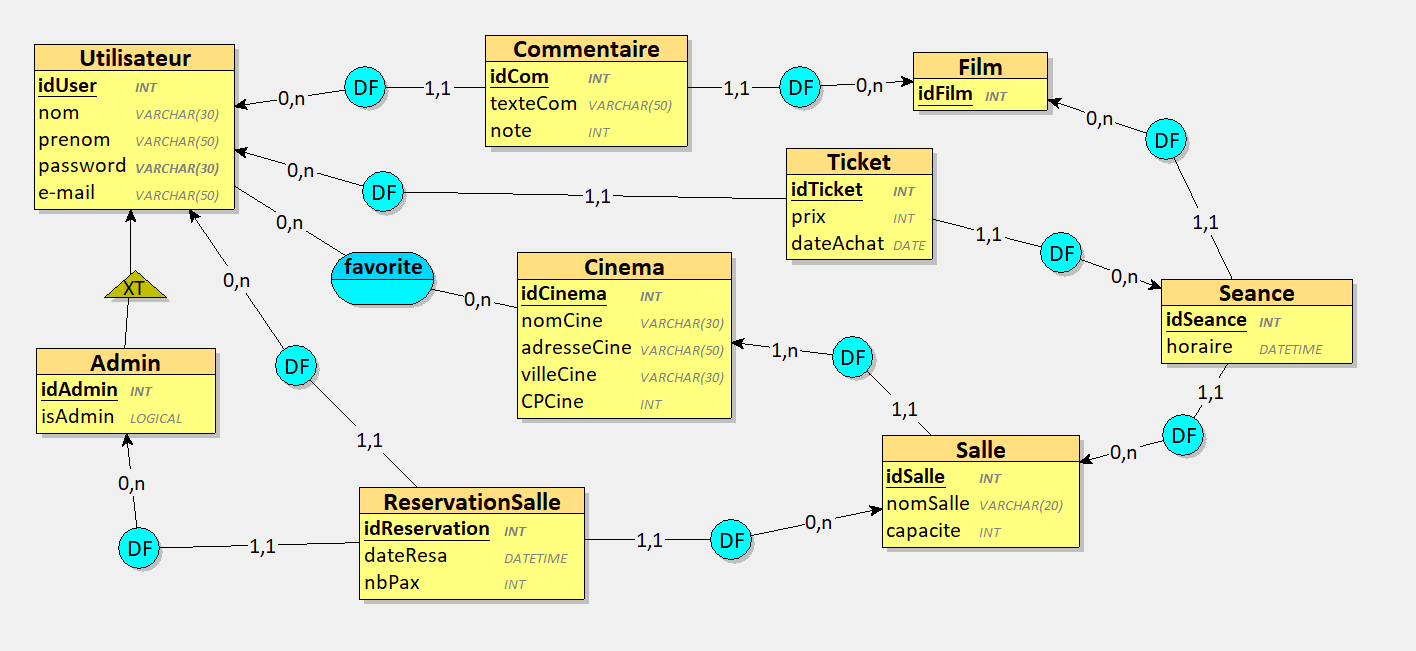 Utilisateur
idUser INT
nom VARCHAR(30)
prenom VARCHAR(50)
password VARCHAR(30)
e-mail VARCHAR(50)
0,n
DF
1,1
Commentaire
idCom INT
texteCom VARCHAR(50)
note INT
1,1
DF
0,n
Film
idFilm INT
0,n
DF
1,1
0,n
DF
1,1
Ticket
idTicket INT
prix INT
dateAchat DATE
1,1
DF
0,n
Seance
idSeance INT
horaire DATETIME
0,n
favorite
0,n
Cinema
idCinema INT
nomCine VARCHAR(30)
adresseCine VARCHAR(50)
villeCine VARCHAR(30)
CPCine INT
1,n
DF
1,1
1,1
DF
0,n
Salle
idSalle INT
nomSalle VARCHAR(20)
capacite INT
XT
Admin
idAdmin INT
isAdmin LOGICAL
0,n
DF
1,1
0,n
DF
1,1
ReservationSalle
idReservation INT
dateResa DATETIME
nbPax INT
1,1
DF
0,n